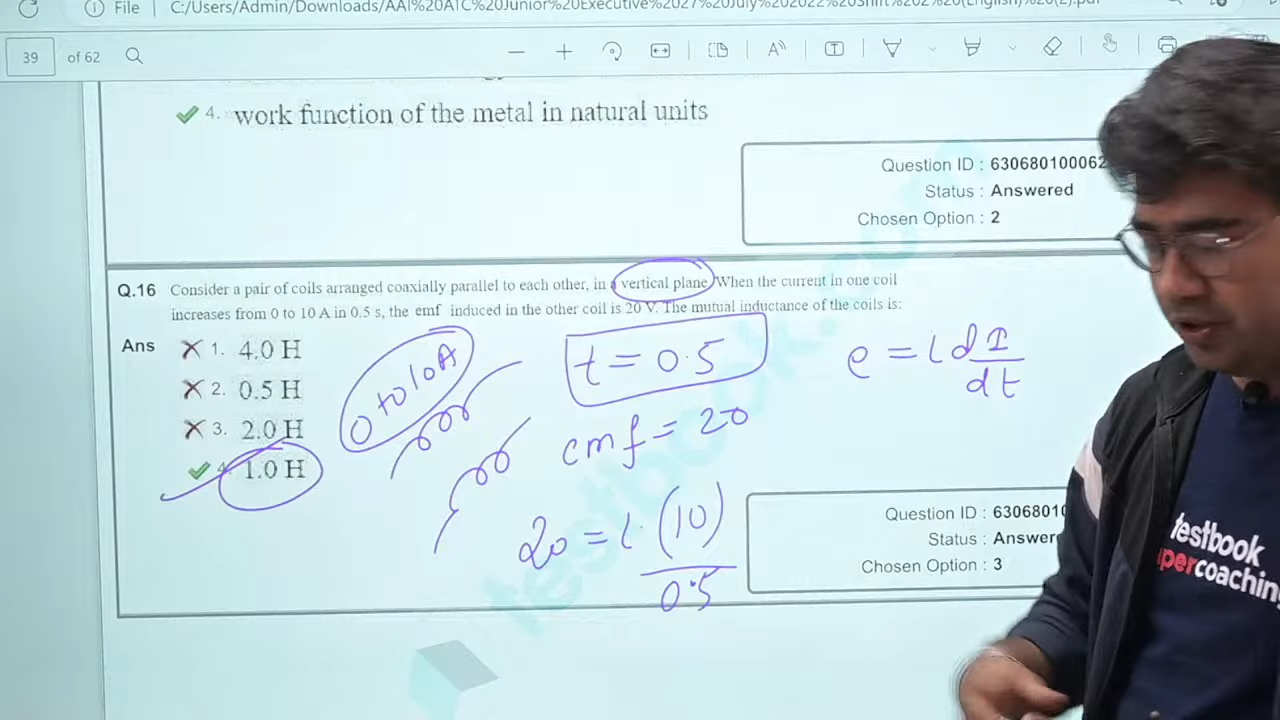 File C:/Users/Admin/Downloads/AAI%20ATC%20Junior%20Executive%2027%20July%202022%20Shift%202%20(English)%20(2).pdf
39 of 62
4. work function of the metal in natural units
Question ID : 630680100062
Status : Answered
Chosen Option : 2
Q.16 Consider a pair of coils arranged coaxially parallel to each other, in a vertical plane. When the current in one coil
increases from 0 to 10 A in 0.5 s, the emf induced in the other coil is 20 V. The mutual inductance of the coils is:
Ans 1. 4.0 H
2. 0.5 H
3. 2.0 H
4. 1.0 H
0 to 10A
t = 0.5
emf = 20
e = L dI
dt
20 = L. (10)
0.5
Question ID : 6306801
Status : Answer
Chosen Option : 3
testbook.com
testbook
percoaching